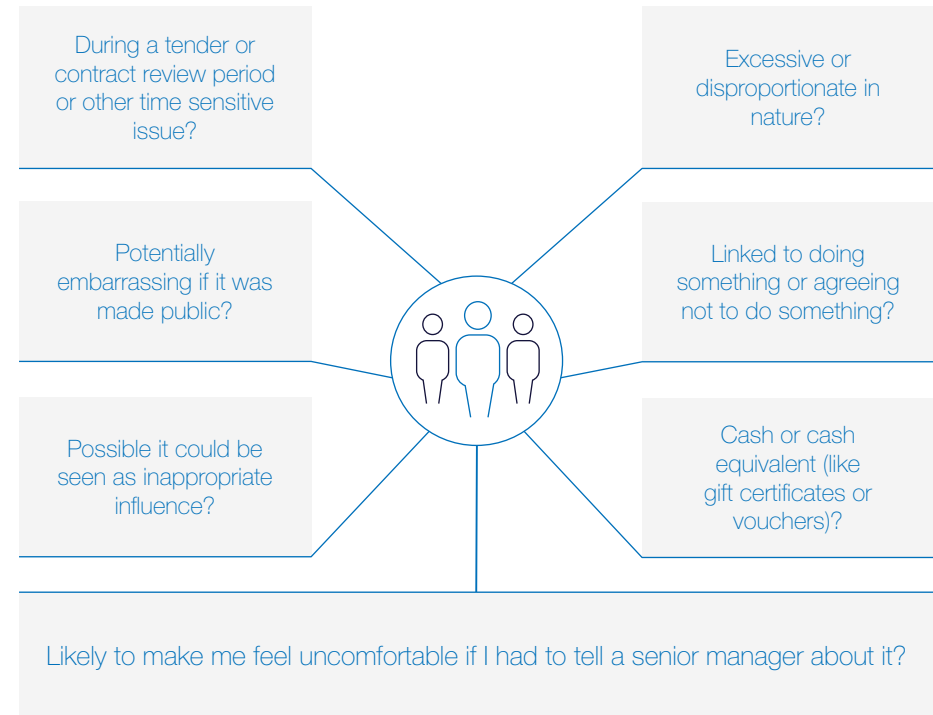 During a tender or
contract review period
or other time sensitive
issue?
Excessive or
disproportionate in
nature?
Potentially
embarrassing if it was
made public?
Linked to doing
something or agreeing
not to do something?
Possible it could be
seen as inappropriate
influence?
Cash or cash
equivalent (like
gift certificates or
vouchers)?
Likely to make me feel uncomfortable if I had to tell a senior manager about it?